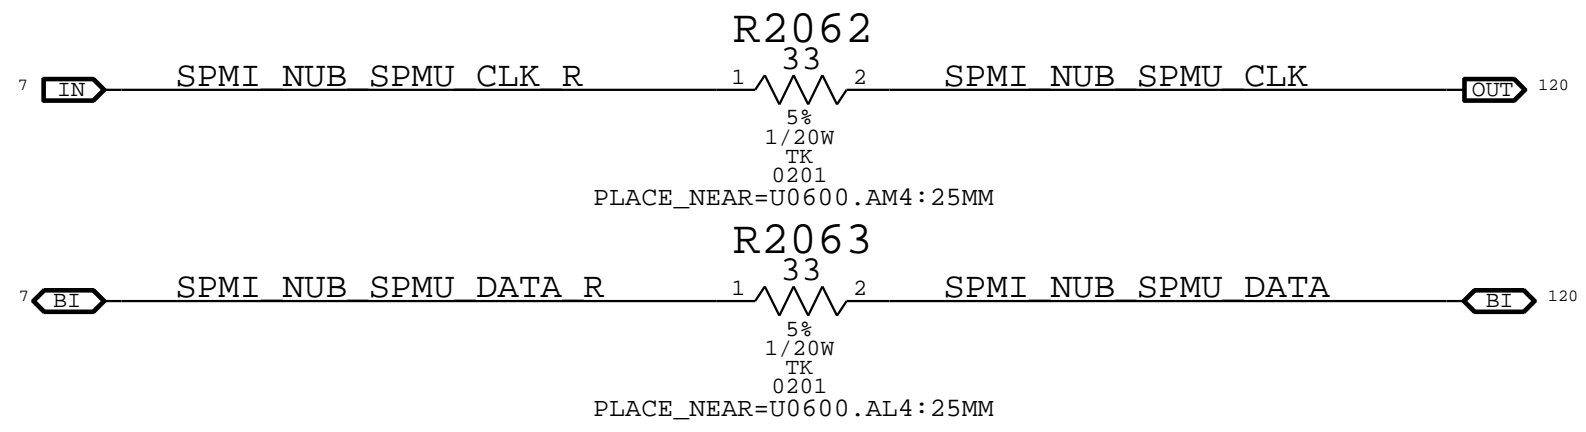 R2062
33
7 IN SPMI_NUB_SPMU_CLK_R 1 2 SPMI_NUB_SPMU_CLK OUT 120
5%
1/20W
TK
0201
PLACE_NEAR=U0600.AM4:25MM
R2063
33
7 BI SPMI_NUB_SPMU_DATA_R 1 2 SPMI_NUB_SPMU_DATA BI 120
5%
1/20W
TK
0201
PLACE_NEAR=U0600.AL4:25MM